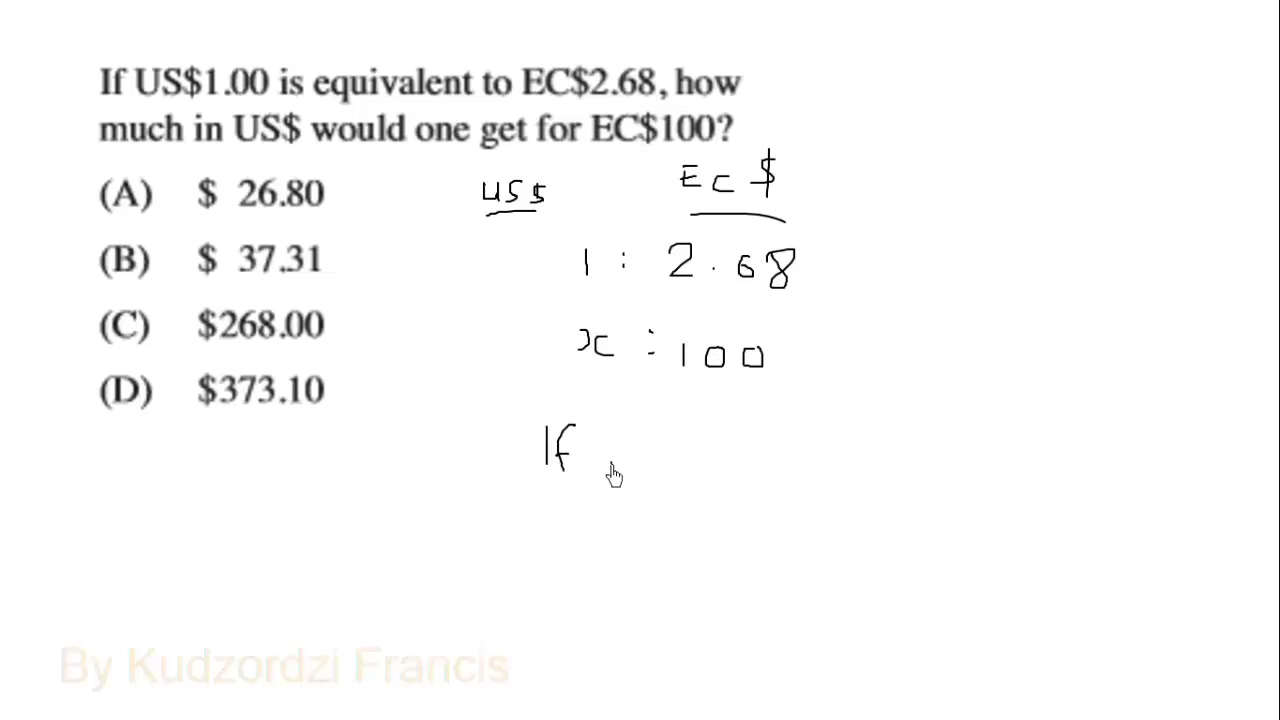 If US$1.00 is equivalent to EC$2.68, how
much in US$ would one get for EC$100?
(A) $ 26.80
(B) $ 37.31
(C) $268.00
(D) $373.10
US$ EC$
1 : 2.68
x : 100
If
By Kudzordzi Francis